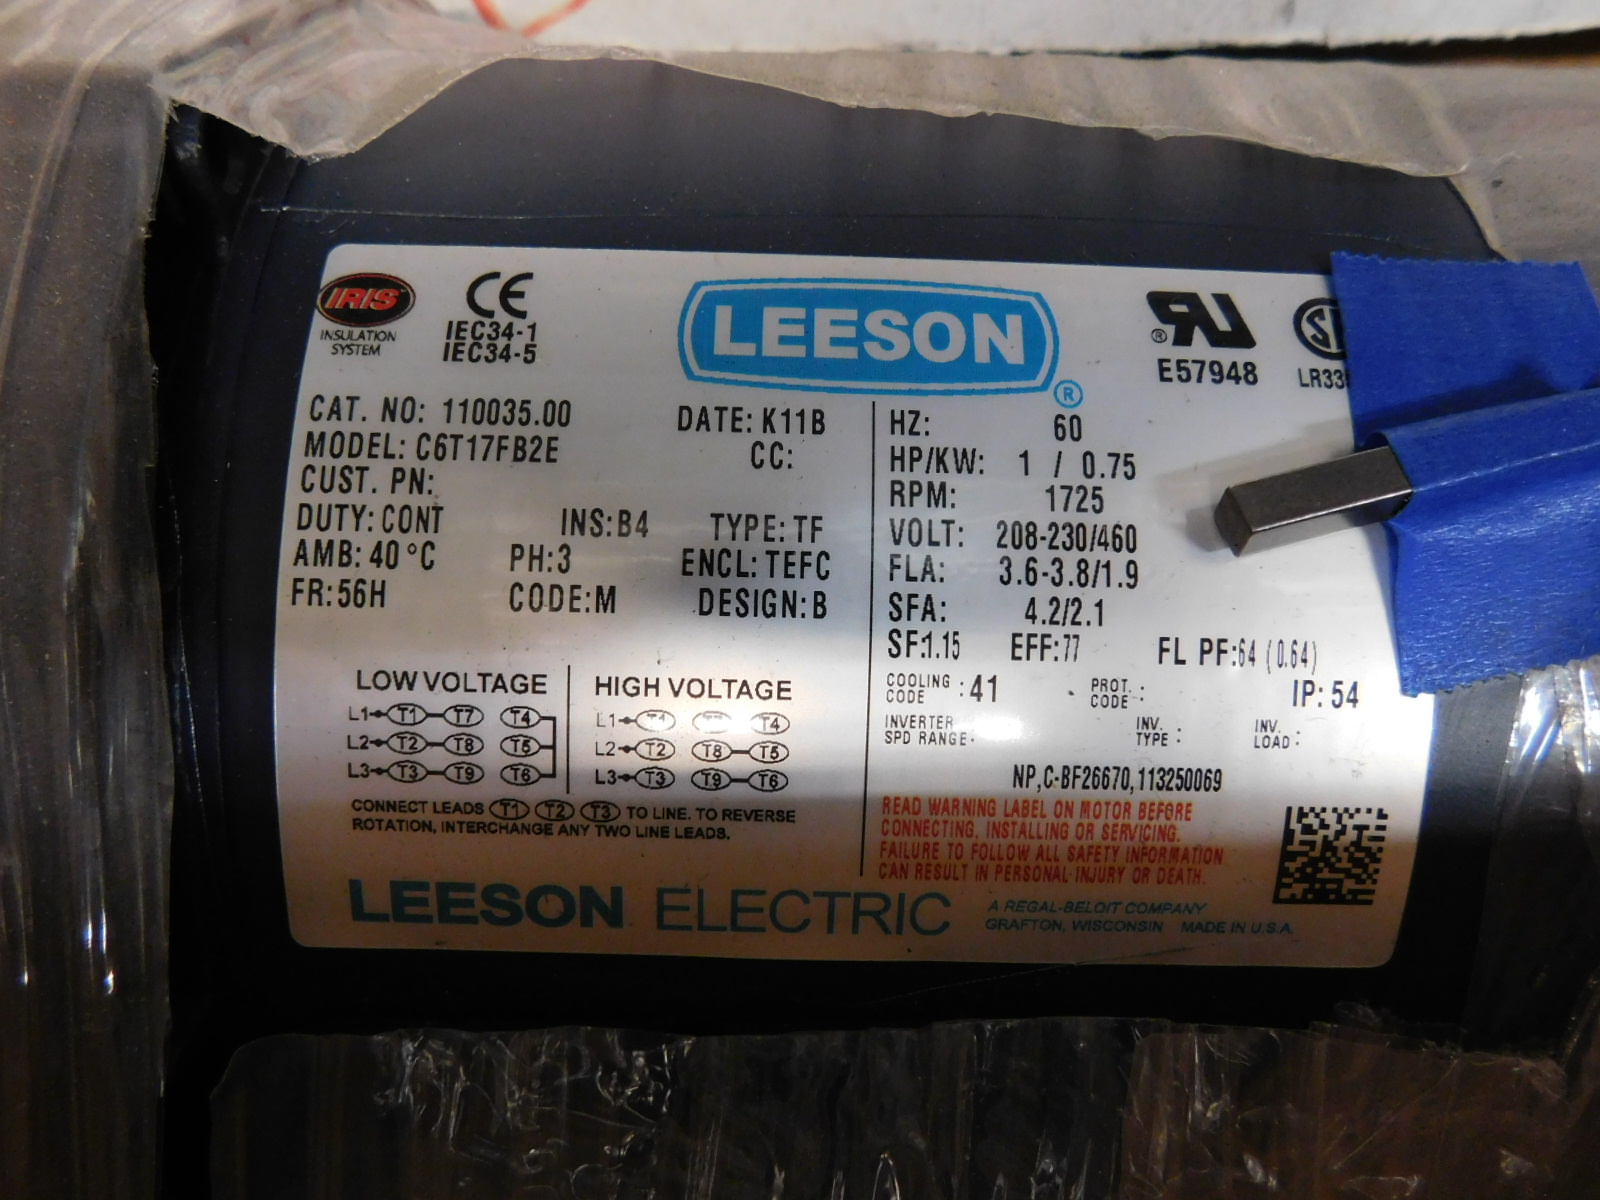 IRIS
INSULATION
SYSTEM
CE
IEC34-1
IEC34-5
LEESON ®
® RU
E57948
CAT. NO: 110035.00
DATE: K11B
MODEL: C6T17FB2E
CC:
CUST. PN:
DUTY: CONT INS: B4 TYPE: TF
AMB: 40 °C PH: 3 ENCL: TEFC
FR: 56H CODE: M DESIGN: B
HZ: 60
HP/KW: 1 / 0.75
RPM: 1725
VOLT: 208-230/460
FLA: 3.6-3.8/1.9
SFA: 4.2/2.1
SF: 1.15 EFF: 77 FL PF: 64 (0.64)
COOLING CODE : 41 PROT. CODE : IP: 54
INVERTER SPD RANGE: INV. TYPE : INV. LOAD :
NP,C-BF26670,113250069
LOW VOLTAGE
L1 T1 T7 T4
L2 T2 T8 T5
L3 T3 T9 T6
HIGH VOLTAGE
L1 T1 T7 T4
L2 T2 T8 T5
L3 T3 T9 T6
CONNECT LEADS T1 T2 T3 TO LINE. TO REVERSE
ROTATION, INTERCHANGE ANY TWO LINE LEADS.
READ WARNING LABEL ON MOTOR BEFORE
CONNECTING, INSTALLING OR SERVICING.
FAILURE TO FOLLOW ALL SAFETY INFORMATION
CAN RESULT IN PERSONAL INJURY OR DEATH.
LEESON ELECTRIC
A REGAL-BELOIT COMPANY
GRAFTON, WISCONSIN MADE IN U.S.A.